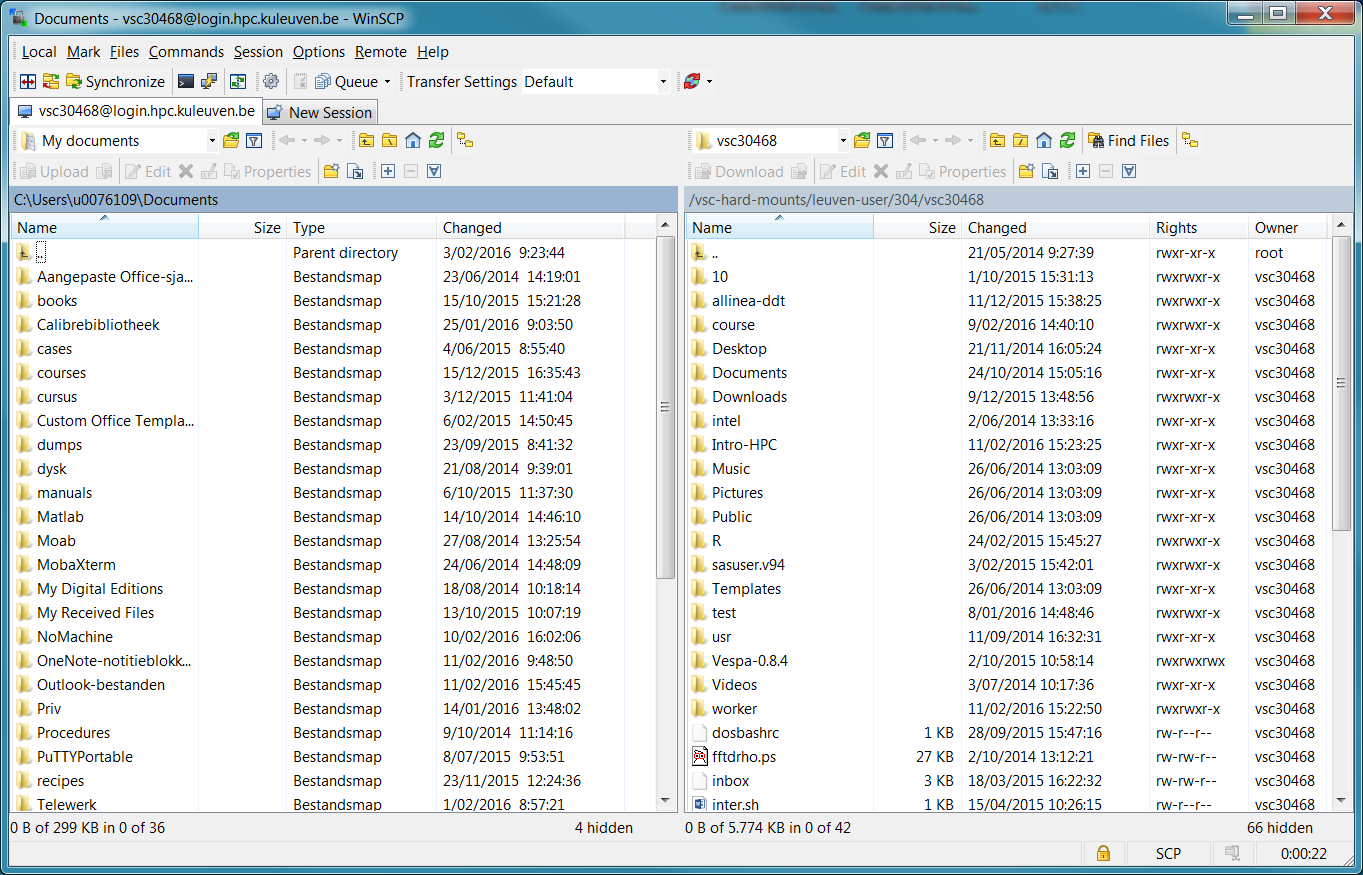 Documents - vsc30468@login.hpc.kuleuven.be - WinSCP
Local Mark Files Commands Session Options Remote Help
Synchronize Queue Transfer Settings Default
vsc30468@login.hpc.kuleuven.be New Session
My documents
Upload Edit Properties
C:\Users\u0076109\Documents
Name Size Type Changed
.. Parent directory 3/02/2016 9:23:44
Aangepaste Office-sja... Bestandsmap 23/06/2014 14:19:01
books Bestandsmap 15/10/2015 15:21:28
Calibrebibliotheek Bestandsmap 25/01/2016 9:03:50
cases Bestandsmap 4/06/2015 8:55:40
courses Bestandsmap 15/12/2015 16:35:43
cursus Bestandsmap 3/12/2015 11:41:04
Custom Office Templa... Bestandsmap 6/02/2015 14:50:45
dumps Bestandsmap 23/09/2015 8:41:32
dysk Bestandsmap 21/08/2014 9:39:01
manuals Bestandsmap 6/10/2015 11:37:30
Matlab Bestandsmap 14/10/2014 14:46:10
Moab Bestandsmap 27/08/2014 13:25:54
MobaXterm Bestandsmap 24/06/2014 14:48:09
My Digital Editions Bestandsmap 18/08/2014 10:18:14
My Received Files Bestandsmap 13/10/2015 10:07:19
NoMachine Bestandsmap 10/02/2016 16:02:06
OneNote-notitieblokk... Bestandsmap 11/02/2016 9:48:50
Outlook-bestanden Bestandsmap 11/02/2016 15:45:45
Priv Bestandsmap 14/01/2016 13:48:02
Procedures Bestandsmap 9/10/2014 11:14:16
PuTTYPortable Bestandsmap 8/07/2015 9:53:51
recipes Bestandsmap 23/11/2015 12:24:36
Telewerk Bestandsmap 1/02/2016 8:57:21
0 B of 299 KB in 0 of 36 4 hidden
vsc30468 Find Files
Download Edit Properties
/vsc-hard-mounts/leuven-user/304/vsc30468
Name Size Changed Rights Owner
.. 21/05/2014 9:27:39 rwxr-xr-x root
10 1/10/2015 15:31:13 rwxrwxr-x vsc30468
allinea-ddt 11/12/2015 15:38:25 rwxrwxr-x vsc30468
course 9/02/2016 14:40:10 rwxrwxr-x vsc30468
Desktop 21/11/2014 16:05:24 rwxr-xr-x vsc30468
Documents 24/10/2014 15:05:16 rwxr-xr-x vsc30468
Downloads 9/12/2015 13:48:56 rwxr-xr-x vsc30468
intel 2/06/2014 13:33:16 rwxr-xr-x vsc30468
Intro-HPC 11/02/2016 15:23:25 rwxr-xr-x vsc30468
Music 26/06/2014 13:03:09 rwxr-xr-x vsc30468
Pictures 26/06/2014 13:03:09 rwxr-xr-x vsc30468
Public 26/06/2014 13:03:09 rwxr-xr-x vsc30468
R 24/02/2015 15:45:27 rwxrwxr-x vsc30468
sasuser.v94 3/02/2015 15:42:01 rwxr-xr-x vsc30468
Templates 26/06/2014 13:03:09 rwxr-xr-x vsc30468
test 8/01/2016 14:48:46 rwxrwxr-x vsc30468
usr 11/09/2014 16:32:31 rwxr-xr-x vsc30468
Vespa-0.8.4 2/10/2015 10:58:14 rwxrwxrwx vsc30468
Videos 3/07/2014 10:17:36 rwxr-xr-x vsc30468
worker 11/02/2016 15:22:50 rwxrwxr-x vsc30468
dosbashrc 1 KB 28/09/2015 15:47:16 rw-r--r-- vsc30468
fftdrho.ps 27 KB 2/10/2014 13:12:21 rw-rw-r-- vsc30468
inbox 3 KB 18/03/2015 16:22:32 rw-rw-r-- vsc30468
inter.sh 1 KB 15/04/2015 10:26:15 rw-r--r-- vsc30468
0 B of 5.774 KB in 0 of 42 66 hidden
SCP 0:00:22